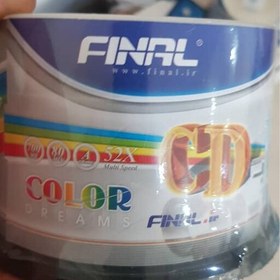 FINAL®
www.final.ir
52X
Multi Speed
CD
COLOR
DREAMS
FINAL